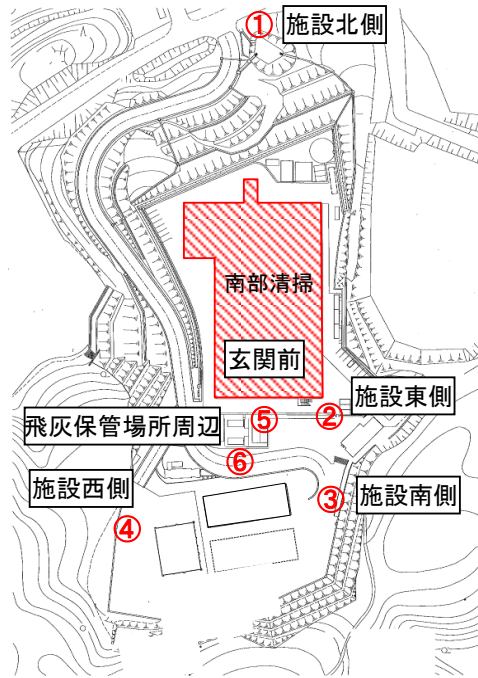 ① 施設北側
南部清掃
玄関前
施設東側
②
⑤
飛灰保管場所周辺
⑥
施設西側
③ 施設南側
④